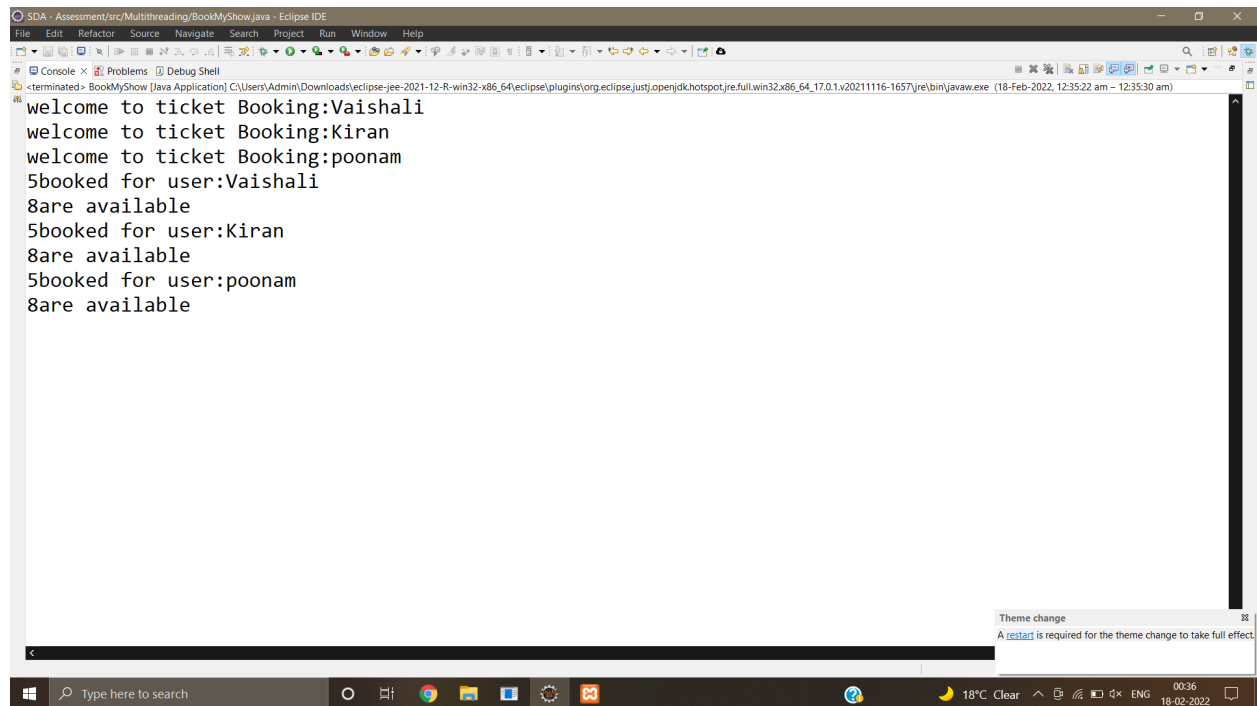 SDA - Assessment/src/Multithreading/BookMyShow.java - Eclipse IDE
File Edit Refactor Source Navigate Search Project Run Window Help
Console Problems Debug Shell
<terminated> BookMyShow [Java Application] C:\Users\Admin\Downloads\eclipse-jee-2021-12-R-win32-x86_64\eclipse\plugins\org.eclipse.justj.openjdk.hotspot.jre.full.win32.x86_64_17.0.1.v20211116-1657\jre\bin\javaw.exe (18-Feb-2022, 12:35:22 am – 12:35:30 am)
welcome to ticket Booking:Vaishali
welcome to ticket Booking:Kiran
welcome to ticket Booking:poonam
5booked for user:Vaishali
8are available
5booked for user:Kiran
8are available
5booked for user:poonam
8are available
Theme change
A restart is required for the theme change to take full effect.
Type here to search
18°C Clear
ENG
00:36
18-02-2022